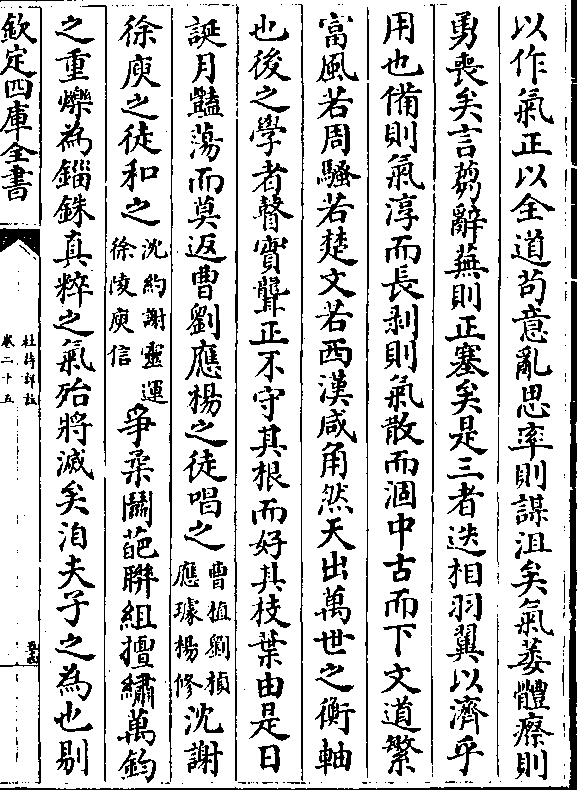 以作氣正以全道苟意亂思率則謀沮矣氣萎體瘵則
勇喪矣言蒭辭蕪則正塞矣是三者迭相羽翼以濟乎
用也備則氣淳而長剥則氣散而涸中古而下文道繁
富風若周騷若楚文若西漢咸角然天出萬世之衡軸
也後之學者瞽實聾正不守其根而好其枝葉由是日
誕月豔蕩而莫返曹劉應楊之徒唱之曹植劉楨應璩楊修沈謝
徐庾之徒和之沈約謝靈運徐陵庾信爭柔鬬葩聯組擅繡萬鈞
之重爍為錙銖真粹之氣殆將滅矣洎夫子之為也剔
欽定四庫全書
杜詩詳註
卷二十五